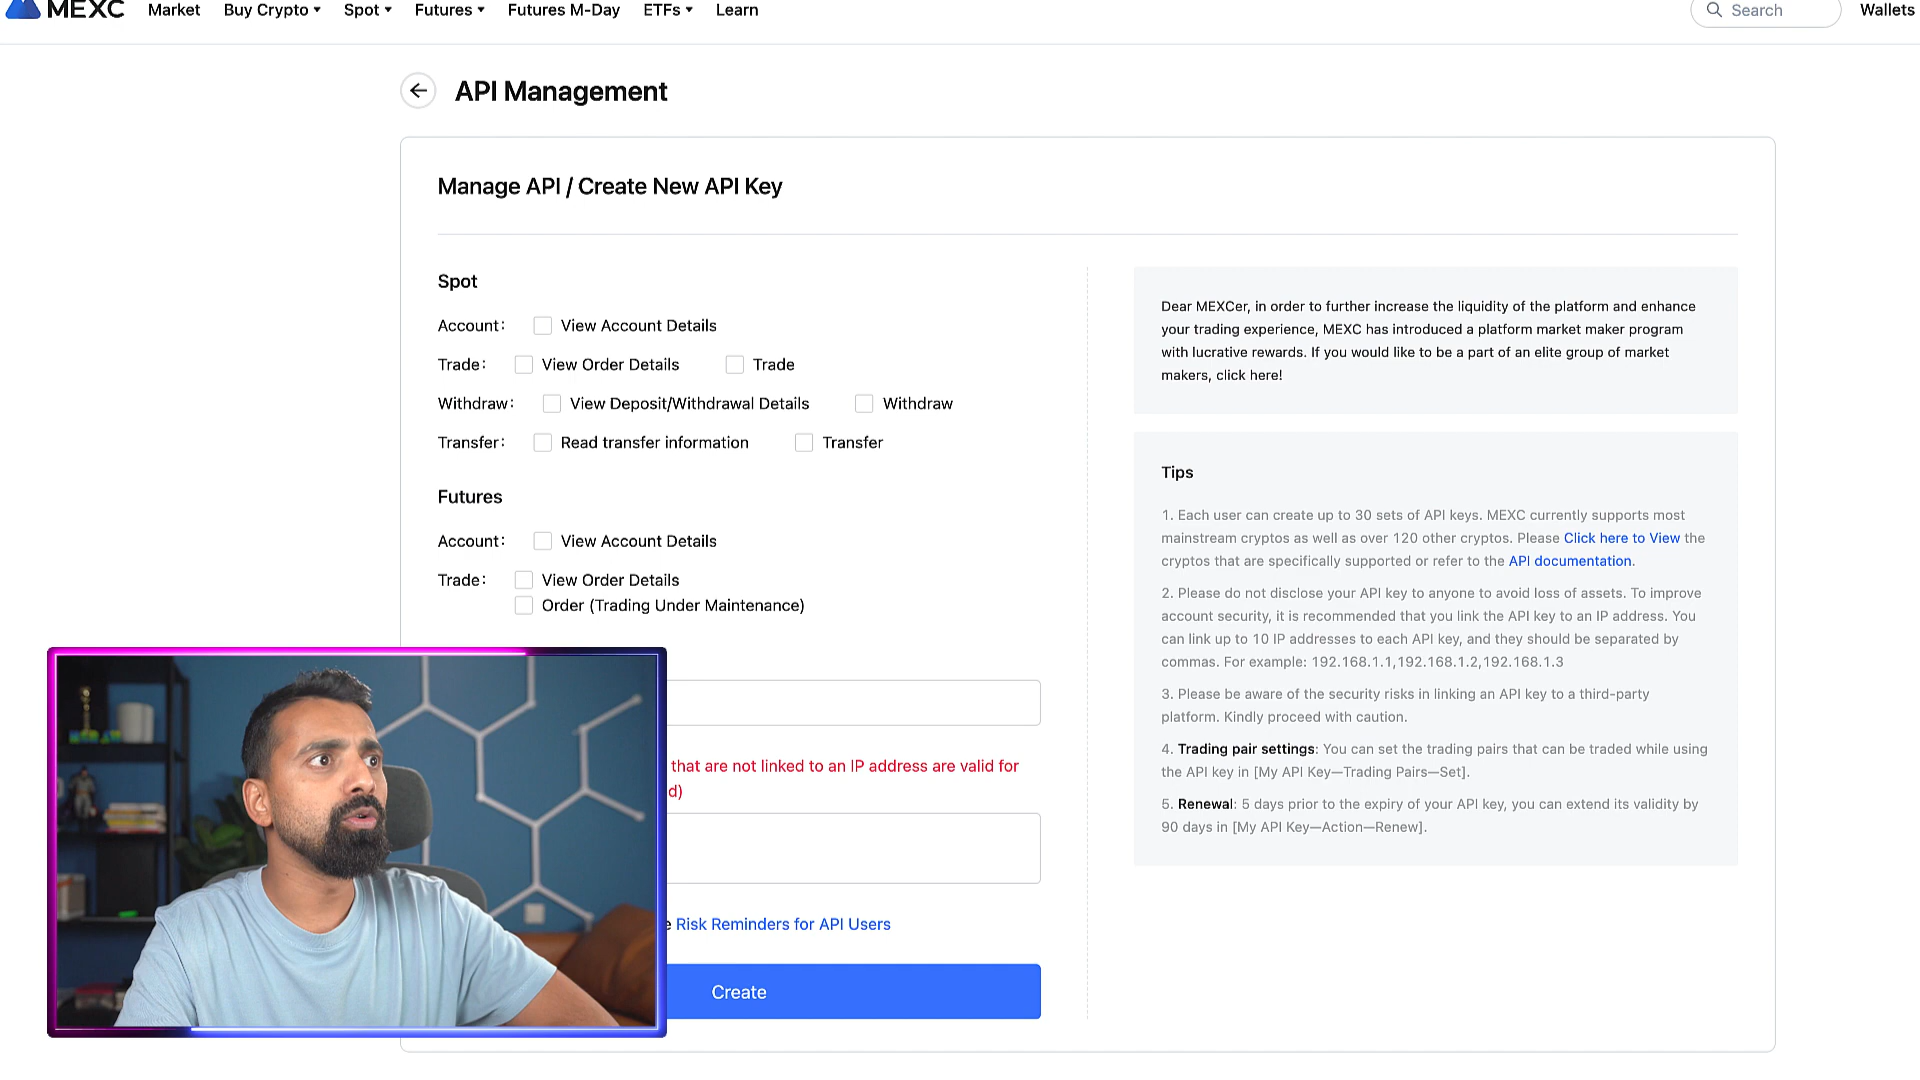 MEXC Market Buy Crypto Spot Futures Futures M-Day ETFs Learn Search Wallets
API Management
Manage API / Create New API Key
Spot
Account: View Account Details
Trade: View Order Details Trade
Withdraw: View Deposit/Withdrawal Details Withdraw
Transfer: Read transfer information Transfer
Futures
Account: View Account Details
Trade: View Order Details
Order (Trading Under Maintenance)
that are not linked to an IP address are valid for
d)
e Risk Reminders for API Users
Create
Dear MEXCer, in order to further increase the liquidity of the platform and enhance
your trading experience, MEXC has introduced a platform market maker program
with lucrative rewards. If you would like to be a part of an elite group of market
makers, click here!
Tips
1. Each user can create up to 30 sets of API keys. MEXC currently supports most
mainstream cryptos as well as over 120 other cryptos. Please Click here to View the
cryptos that are specifically supported or refer to the API documentation.
2. Please do not disclose your API key to anyone to avoid loss of assets. To improve
account security, it is recommended that you link the API key to an IP address. You
can link up to 10 IP addresses to each API key, and they should be separated by
commas. For example: 192.168.1.1,192.168.1.2,192.168.1.3
3. Please be aware of the security risks in linking an API key to a third-party
platform. Kindly proceed with caution.
4. Trading pair settings: You can set the trading pairs that can be traded while using
the API key in [My API Key—Trading Pairs—Set].
5. Renewal: 5 days prior to the expiry of your API key, you can extend its validity by
90 days in [My API Key—Action—Renew].